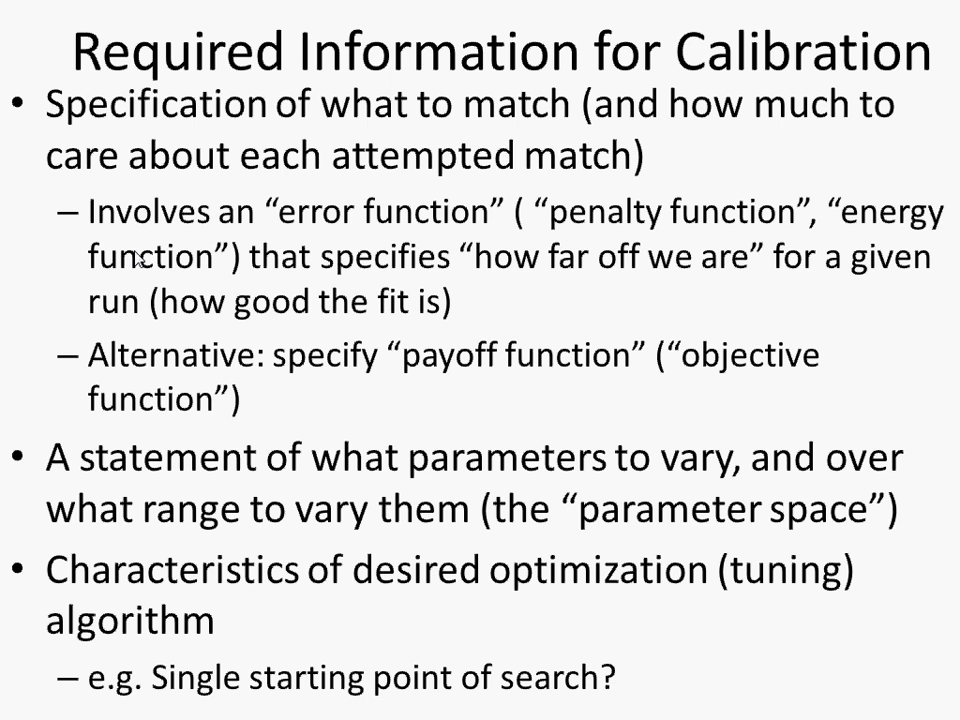 Required Information for Calibration
• Specification of what to match (and how much to
care about each attempted match)
– Involves an “error function” ( “penalty function”, “energy
function”) that specifies “how far off we are” for a given
run (how good the fit is)
– Alternative: specify “payoff function” (“objective
function”)
• A statement of what parameters to vary, and over
what range to vary them (the “parameter space”)
• Characteristics of desired optimization (tuning)
algorithm
– e.g. Single starting point of search?